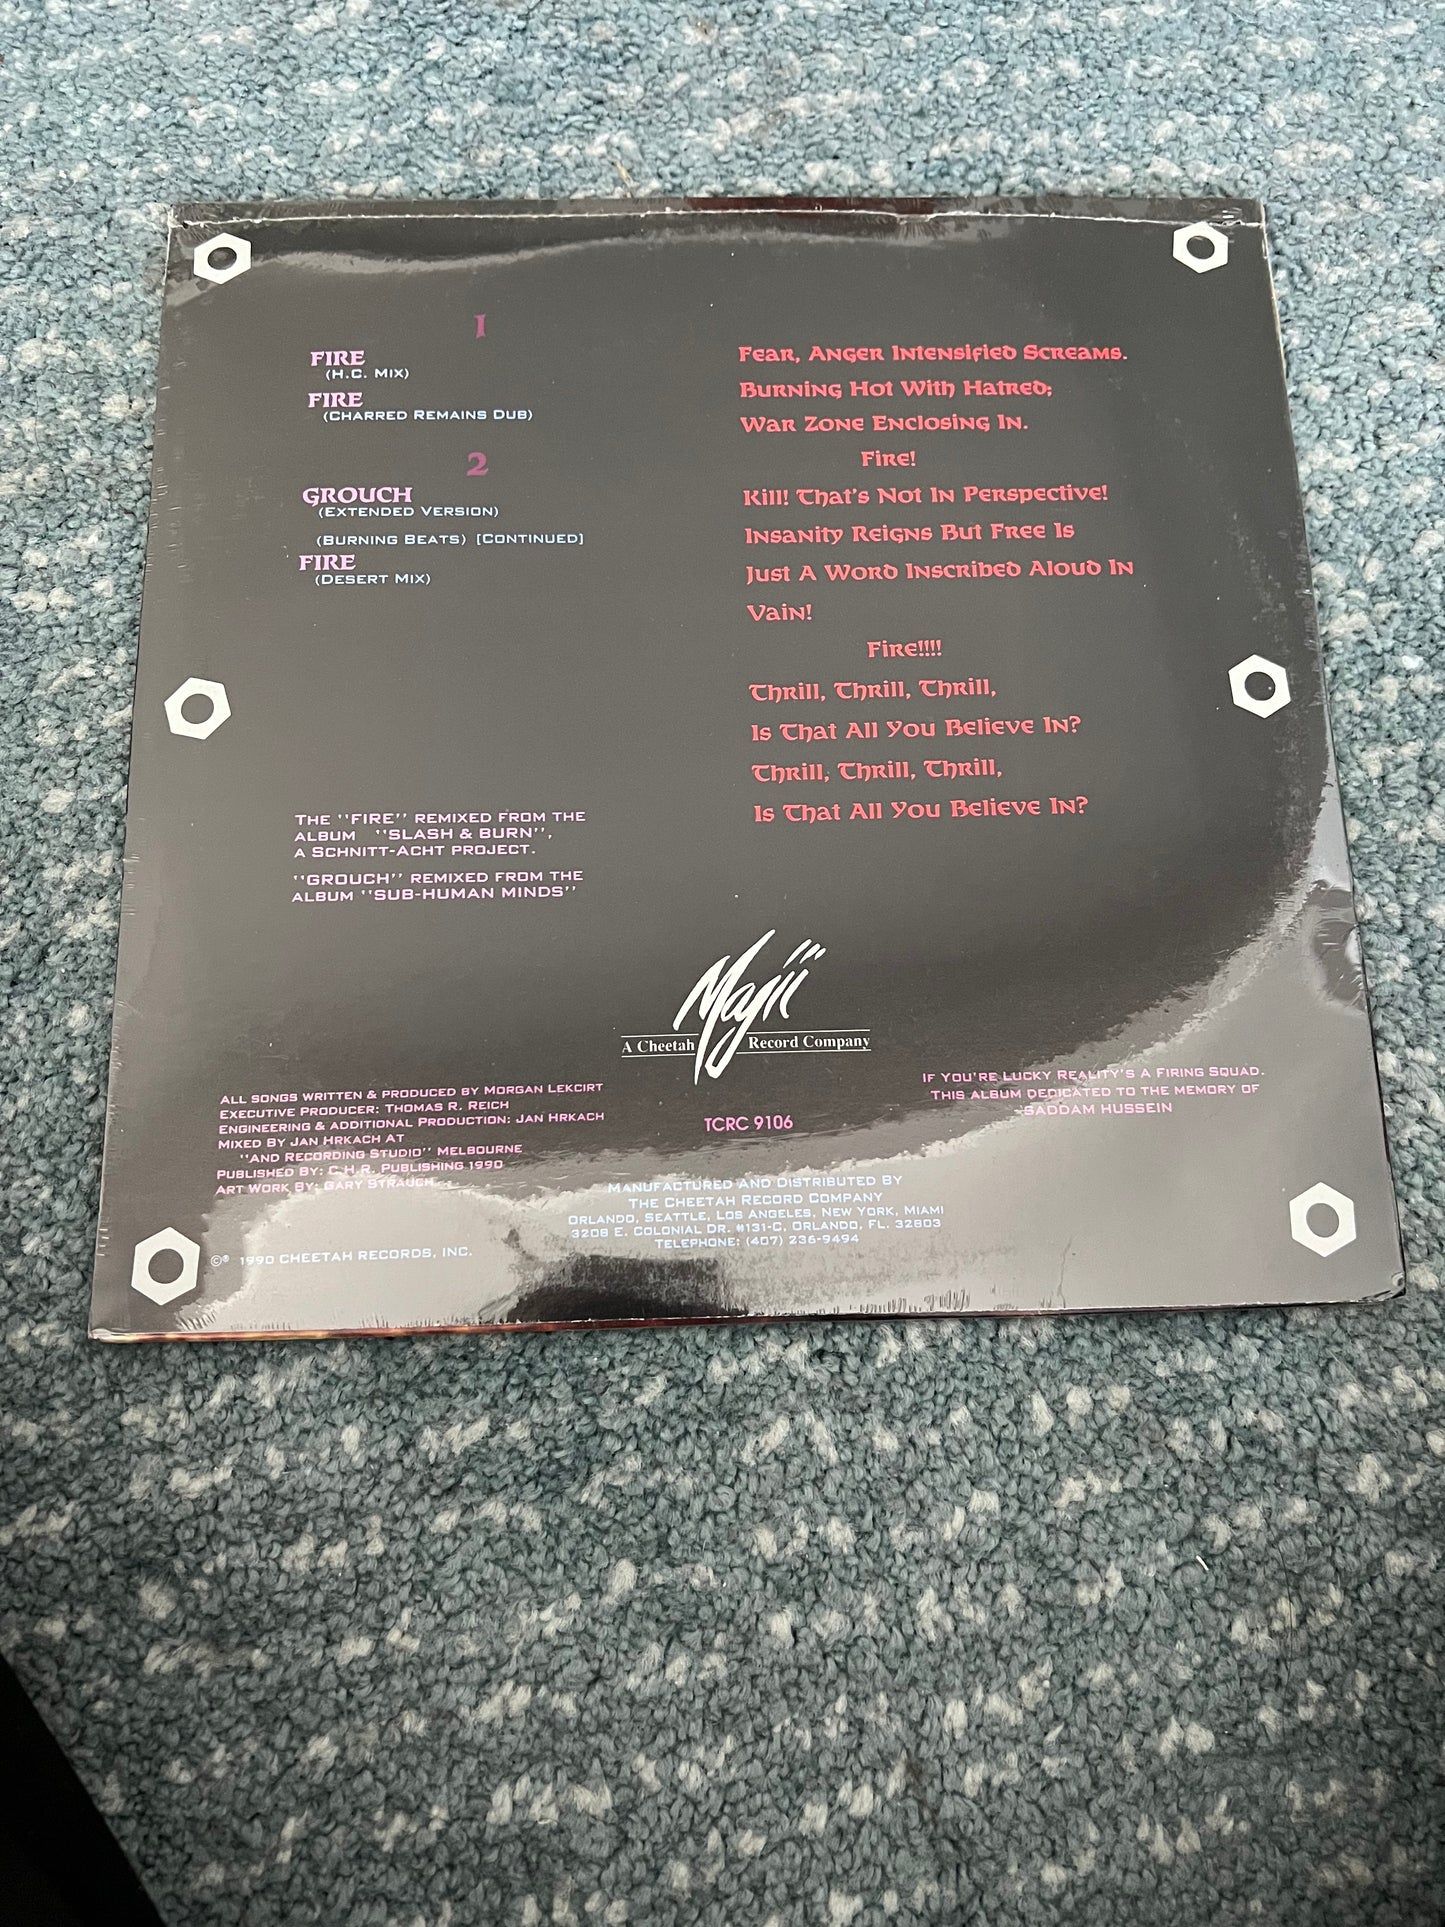 1
FIRE
(H.C. MIX)
FIRE
(CHARRED REMAINS DUB)
2
GROUCH
(EXTENDED VERSION)
(BURNING BEATS) [CONTINUED]
FIRE
(DESERT MIX)
Fear, Anger Intensified Screams.
Burning Hot With Hatred;
War Zone Enclosing In.
Fire!
Kill! That's Not In Perspective!
Insanity Reigns But Free Is
Just A Word Inscribed Aloud In
Vain!
Fire!!!!
Thrill, Thrill, Thrill,
Is That All You Believe In?
Thrill, Thrill, Thrill,
Is That All You Believe In?
THE "FIRE" REMIXED FROM THE
ALBUM "SLASH & BURN",
A SCHNITT-ACHT PROJECT.
"GROUCH" REMIXED FROM THE
ALBUM "SUB-HUMAN MINDS"
Magii
A Cheetah Record Company
ALL SONGS WRITTEN & PRODUCED BY MORGAN LEKCIRT
EXECUTIVE PRODUCER: THOMAS R. REICH
ENGINEERING & ADDITIONAL PRODUCTION: JAN HRKACH
MIXED BY JAN HRKACH AT
"AND RECORDING STUDIO" MELBOURNE
PUBLISHED BY: C.H.R. PUBLISHING 1990
ART WORK BY: GARY STRAUCH
TCRC 9106
IF YOU'RE LUCKY REALITY'S A FIRING SQUAD.
THIS ALBUM DEDICATED TO THE MEMORY OF
SADDAM HUSSEIN
MANUFACTURED AND DISTRIBUTED BY
THE CHEETAH RECORD COMPANY
ORLANDO, SEATTLE, LOS ANGELES, NEW YORK, MIAMI
3208 E. COLONIAL DR. #131-C, ORLANDO, FL. 32803
TELEPHONE: (407) 236-9494
©℗ 1990 CHEETAH RECORDS, INC.